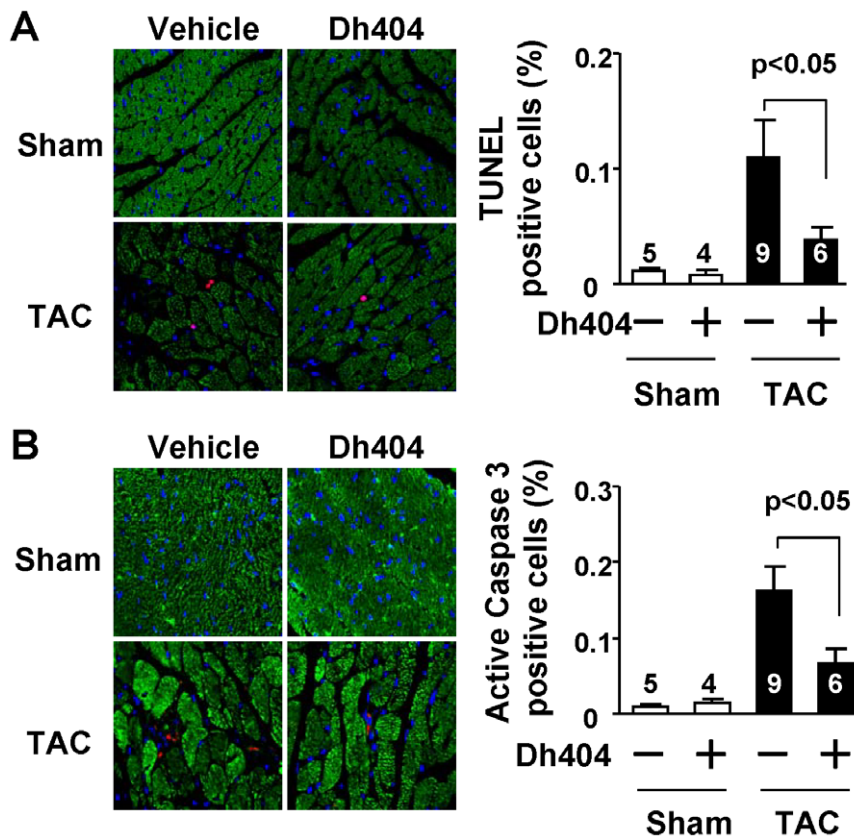 A
Vehicle Dh404
Sham
TAC
TUNEL
positive cells (%)
0.2
0.1
0
p<0.05
5 4 9 6
Dh404 − + − +
Sham TAC
B
Vehicle Dh404
Sham
TAC
Active Caspase 3
positive cells (%)
0.3
0.2
0.1
0
p<0.05
5 4 9 6
Dh404 − + − +
Sham TAC